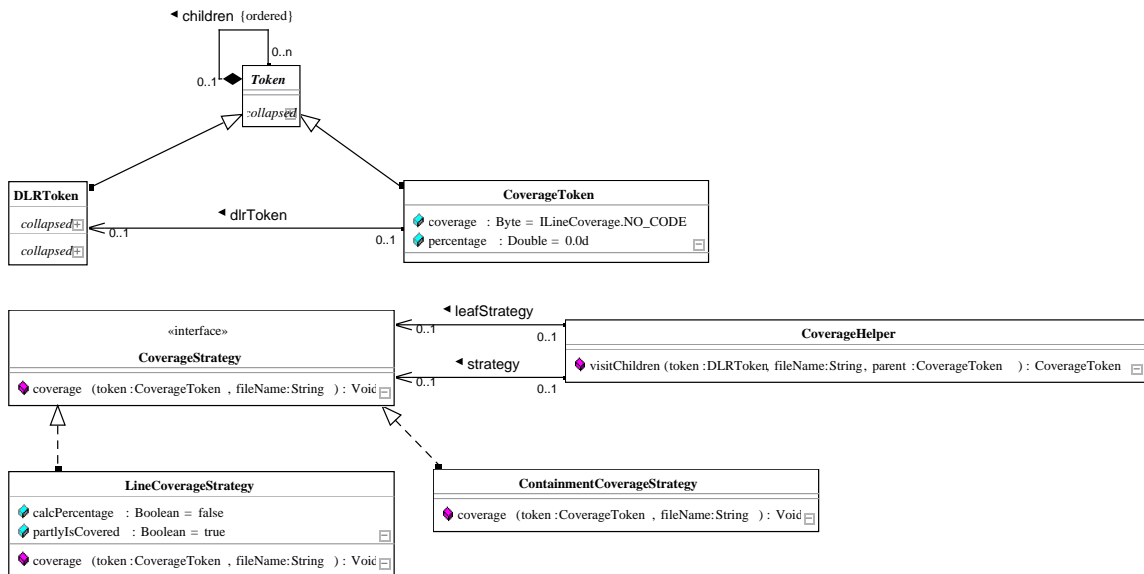 ◄ children {ordered}
0..n
0..1
Token
collapsed
DLRToken
collapsed
collapsed
◄ dlrToken
0..1
0..1
CoverageToken
coverage : Byte = ILineCoverage.NO_CODE
percentage : Double = 0.0d
«interface»
CoverageStrategy
coverage (token :CoverageToken , fileName:String ) : Void
◄ leafStrategy
0..1
0..1
◄ strategy
0..1
0..1
CoverageHelper
visitChildren (token :DLRToken, fileName:String , parent :CoverageToken ) : CoverageToken
LineCoverageStrategy
calcPercentage : Boolean = false
partlyIsCovered : Boolean = true
coverage (token :CoverageToken , fileName:String ) : Void
ContainmentCoverageStrategy
coverage (token :CoverageToken , fileName:String ) : Void